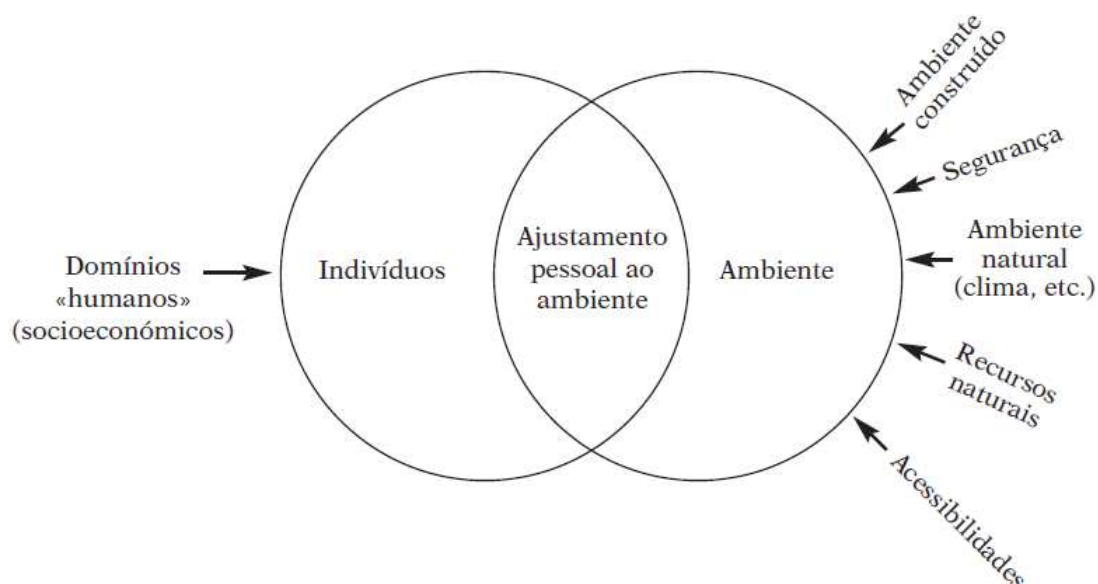 Domínios
«humanos»
(socioeconómicos)
Indivíduos
Ajustamento
pessoal ao
ambiente
Ambiente
Ambiente
construído
Segurança
Ambiente
natural
(clima, etc.)
Recursos
naturais
Acessibilidades